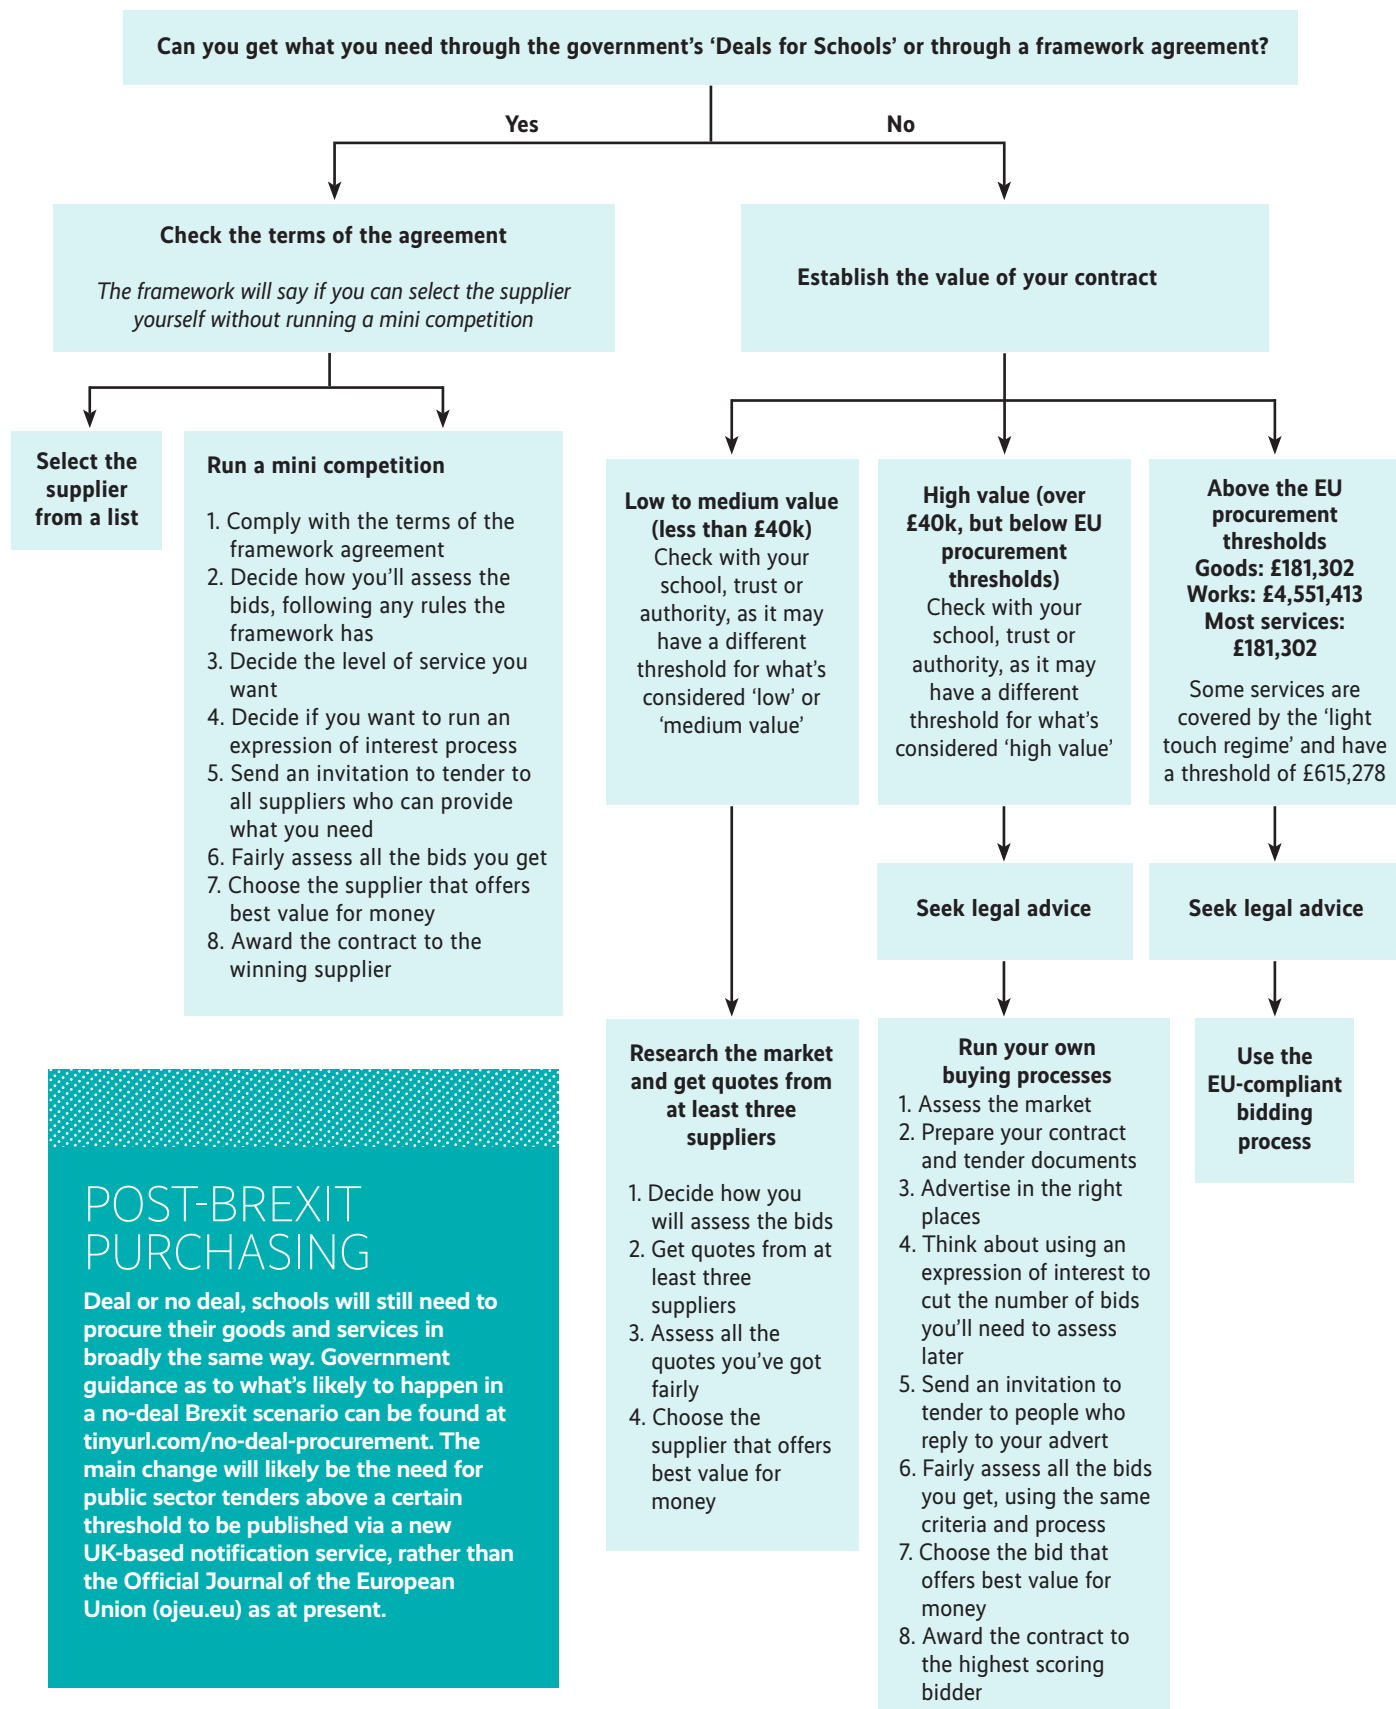 Can you get what you need through the government's ‘Deals for Schools’ or through a framework agreement?
Yes
No
Check the terms of the agreement
The framework will say if you can select the supplier
yourself without running a mini competition
Establish the value of your contract
Select the
supplier
from a list
Run a mini competition
1. Comply with the terms of the
framework agreement
2. Decide how you'll assess the
bids, following any rules the
framework has
3. Decide the level of service you
want
4. Decide if you want to run an
expression of interest process
5. Send an invitation to tender to
all suppliers who can provide
what you need
6. Fairly assess all the bids you get
7. Choose the supplier that offers
best value for money
8. Award the contract to the
winning supplier
Low to medium value
(less than £40k)
Check with your
school, trust or
authority, as it may
have a different
threshold for what's
considered ‘low’ or
‘medium value’
High value (over
£40k, but below EU
procurement
thresholds)
Check with your
school, trust or
authority, as it may
have a different
threshold for what's
considered ‘high value’
Above the EU
procurement
thresholds
Goods: £181,302
Works: £4,551,413
Most services:
£181,302
Some services are
covered by the ‘light
touch regime’ and have
a threshold of £615,278
Seek legal advice
Seek legal advice
Research the market
and get quotes from
at least three
suppliers
1. Decide how you
will assess the bids
2. Get quotes from at
least three
suppliers
3. Assess all the
quotes you've got
fairly
4. Choose the
supplier that offers
best value for
money
Run your own
buying processes
1. Assess the market
2. Prepare your contract
and tender documents
3. Advertise in the right
places
4. Think about using an
expression of interest to
cut the number of bids
you'll need to assess
later
5. Send an invitation to
tender to people who
reply to your advert
6. Fairly assess all the bids
you get, using the same
criteria and process
7. Choose the bid that
offers best value for
money
8. Award the contract to
the highest scoring
bidder
Use the
EU-compliant
bidding
process
POST-BREXIT
PURCHASING
Deal or no deal, schools will still need to
procure their goods and services in
broadly the same way. Government
guidance as to what's likely to happen in
a no-deal Brexit scenario can be found at
tinyurl.com/no-deal-procurement. The
main change will likely be the need for
public sector tenders above a certain
threshold to be published via a new
UK-based notification service, rather than
the Official Journal of the European
Union (ojeu.eu) as at present.